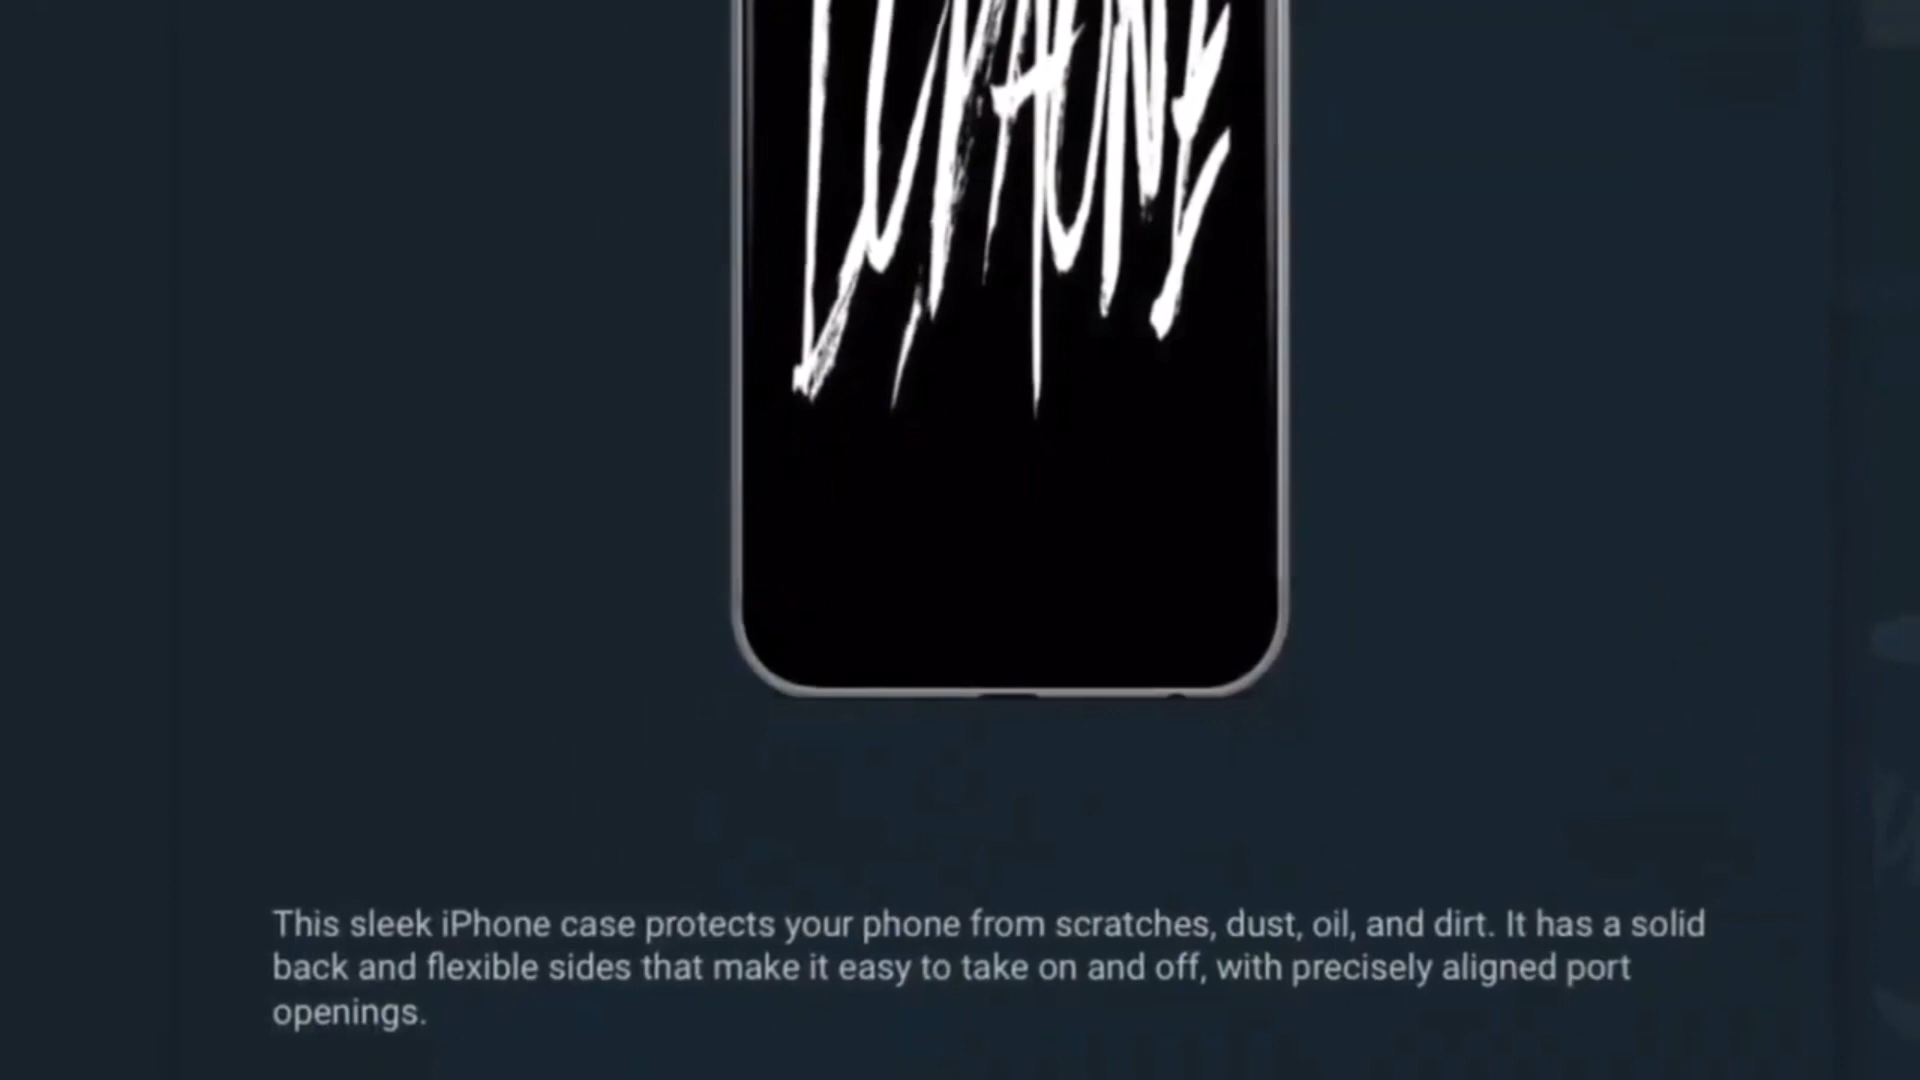 This sleek iPhone case protects your phone from scratches, dust, oil, and dirt. It has a solid
back and flexible sides that make it easy to take on and off, with precisely aligned port
openings.